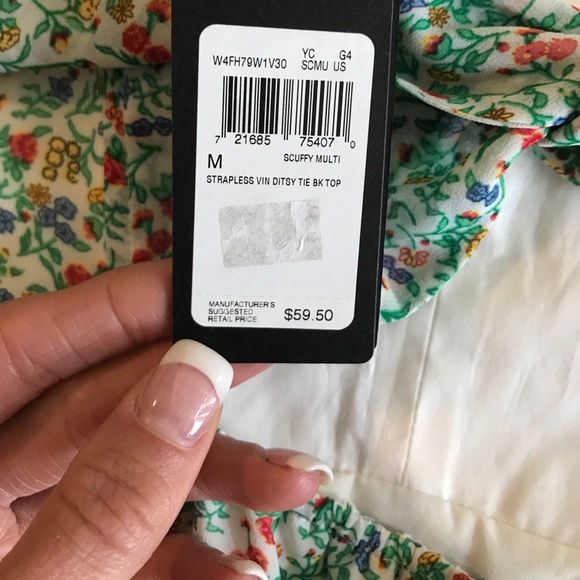 W4FH79W1V30 YC G4
SCMU US
7 21685 75407 0
M SCUFFY MULTI
STRAPLESS VIN DITSY TIE BK TOP
MANUFACTURER'S
SUGGESTED
RETAIL PRICE $59.50